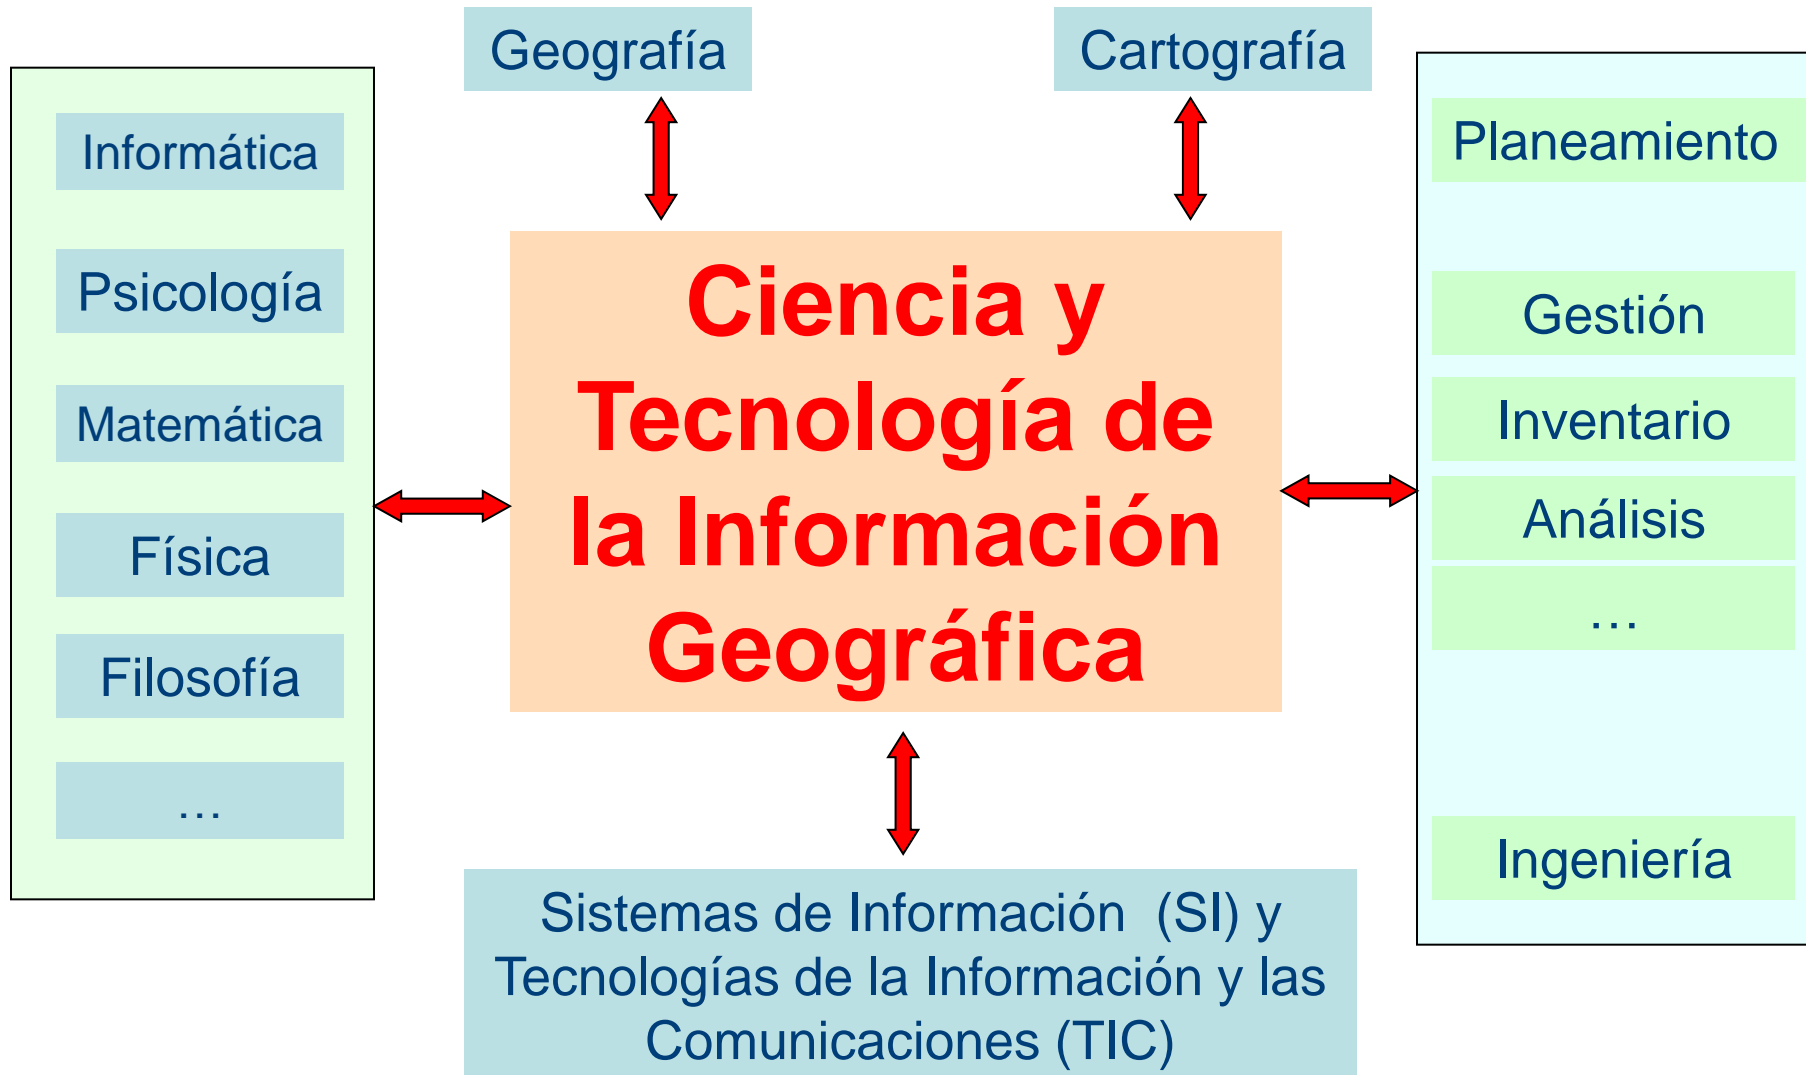 Geografía
Cartografía
Informática
Psicología
Matemática
Física
Filosofía
…
Ciencia y
Tecnología de
la Información
Geográfica
Planeamiento
Gestión
Inventario
Análisis
…
Ingeniería
Sistemas de Información  (SI) y
Tecnologías de la Información y las
Comunicaciones (TIC)